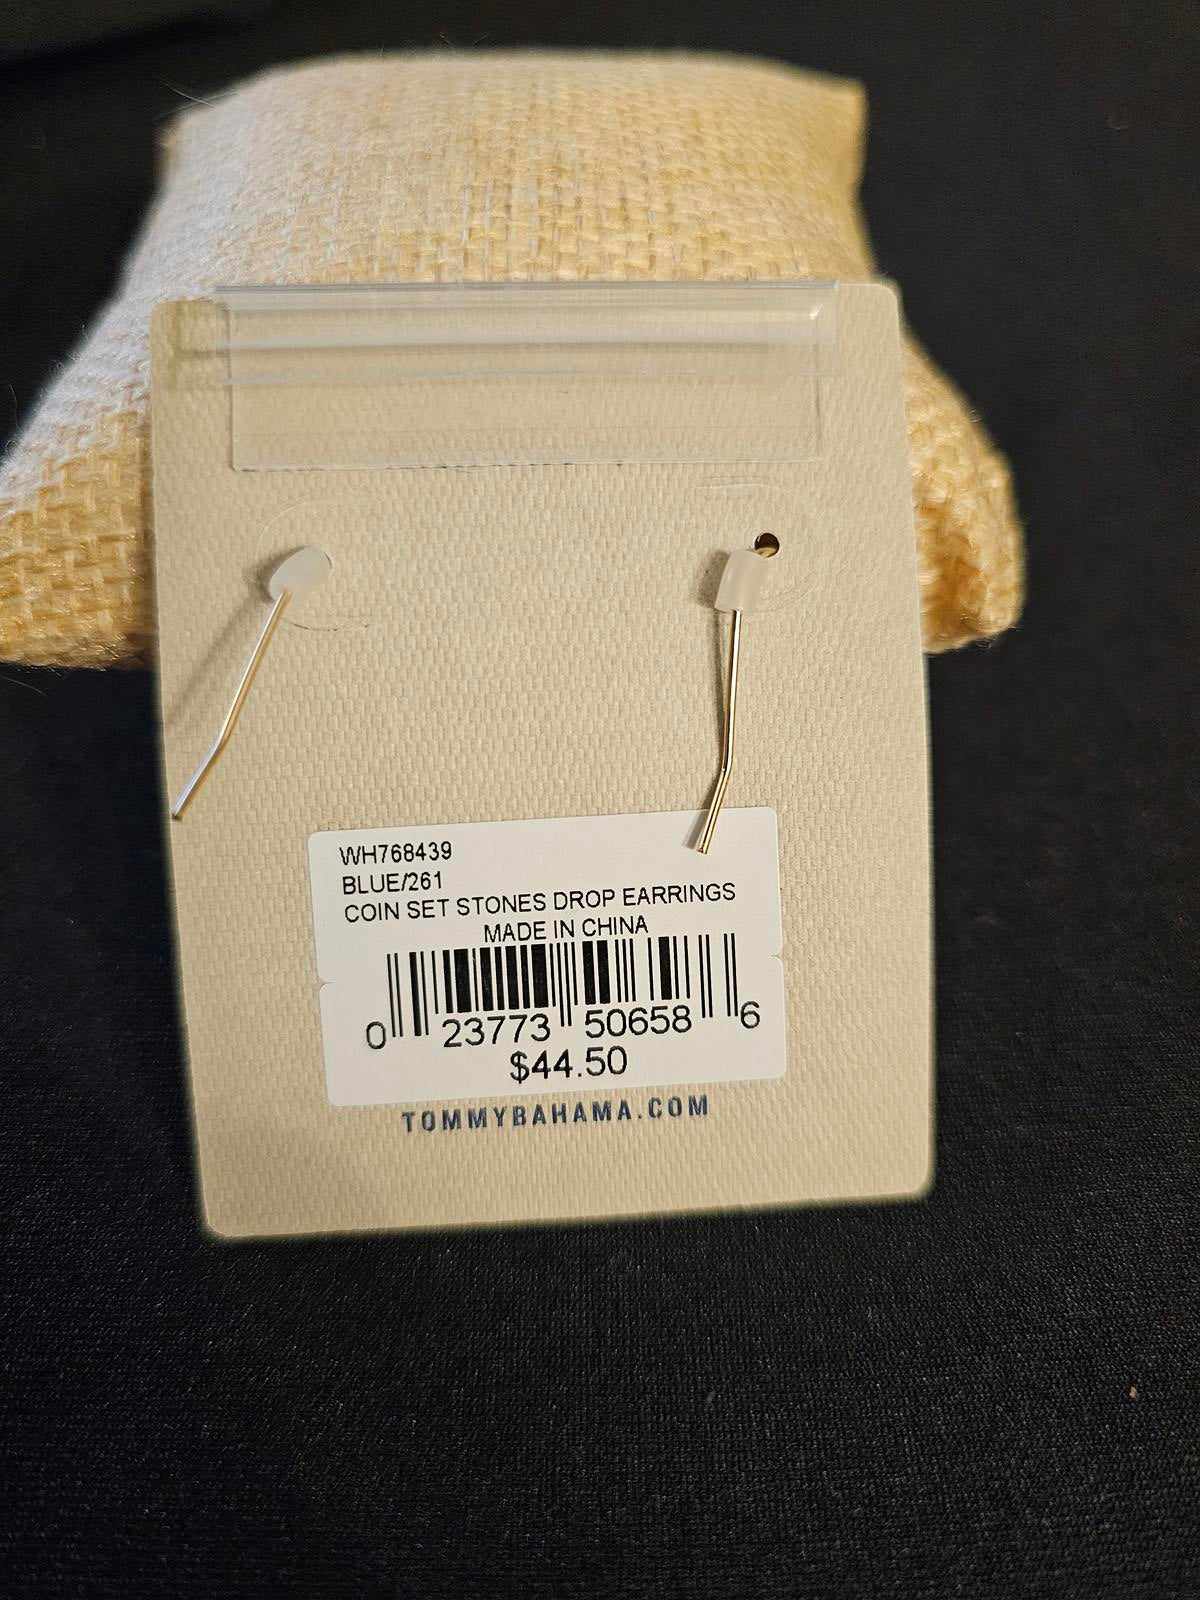 WH768439
BLUE/261
COIN SET STONES DROP EARRINGS
MADE IN CHINA
0 23773 50658 6
$44.50
TOMMYBAHAMA.COM